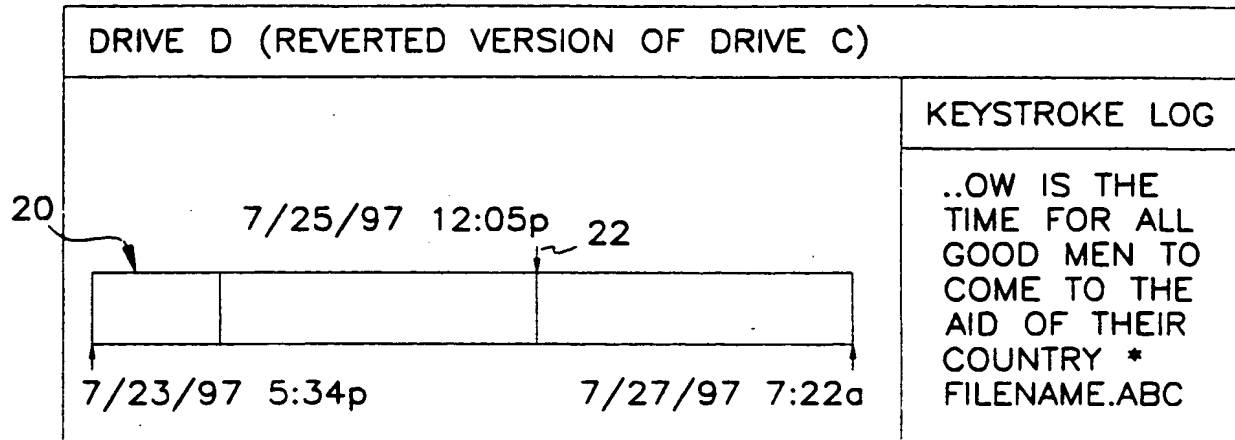 DRIVE D (REVERTED VERSION OF DRIVE C)
20
7/25/97 12:05p
22
7/23/97 5:34p
7/27/97 7:22a
KEYSTROKE LOG
..OW IS THE
TIME FOR ALL
GOOD MEN TO
COME TO THE
AID OF THEIR
COUNTRY *
FILENAME.ABC